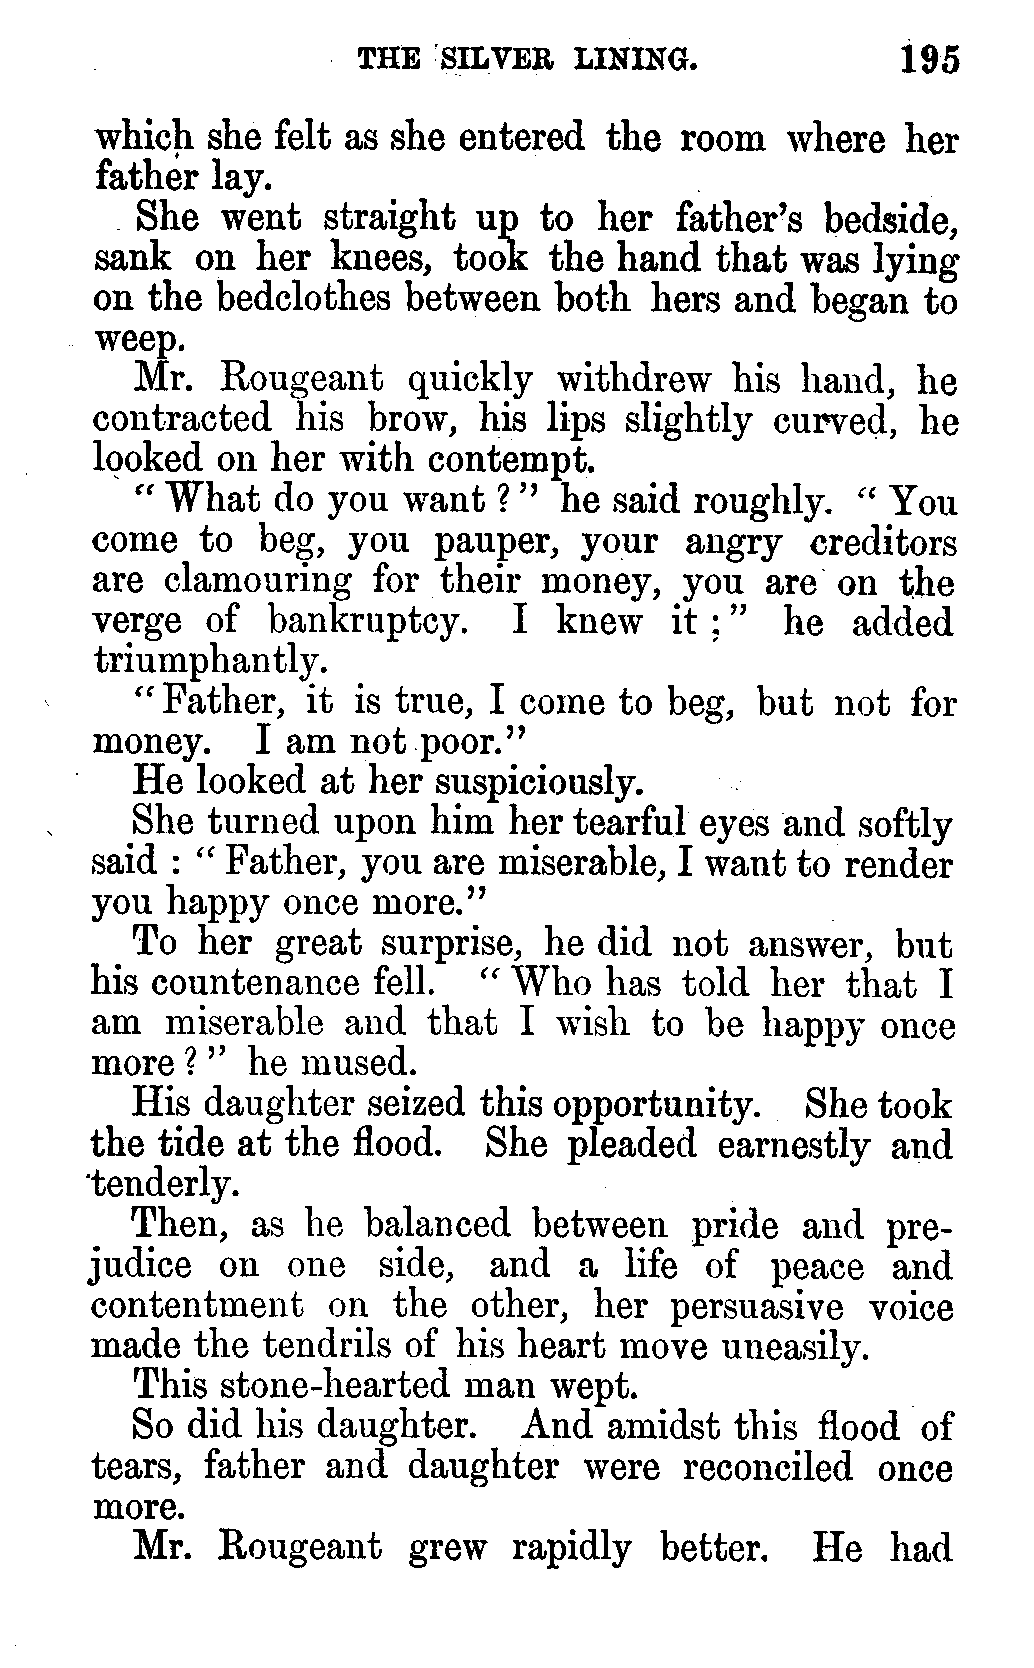 THE SILVER LINING. 195
which she felt as she entered the room where her
father lay.
She went straight up to her father's bedside,
sank on her knees, took the hand that was lying
on the bedclothes between both hers and began to
weep.
Mr. Rougeant quickly withdrew his hand, he
contracted his brow, his lips slightly curved, he
looked on her with contempt.
“ What do you want ? ” he said roughly. “ You
come to beg, you pauper, your angry creditors
are clamouring for their money, you are on the
verge of bankruptcy. I knew it ; ” he added
triumphantly.
“ Father, it is true, I come to beg, but not for
money. I am not poor.”
He looked at her suspiciously.
She turned upon him her tearful eyes and softly
said : “ Father, you are miserable, I want to render
you happy once more.”
To her great surprise, he did not answer, but
his countenance fell. “ Who has told her that I
am miserable and that I wish to be happy once
more ? ” he mused.
His daughter seized this opportunity. She took
the tide at the flood. She pleaded earnestly and
tenderly.
Then, as he balanced between pride and pre-
judice on one side, and a life of peace and
contentment on the other, her persuasive voice
made the tendrils of his heart move uneasily.
This stone-hearted man wept.
So did his daughter. And amidst this flood of
tears, father and daughter were reconciled once
more.
Mr. Rougeant grew rapidly better. He had